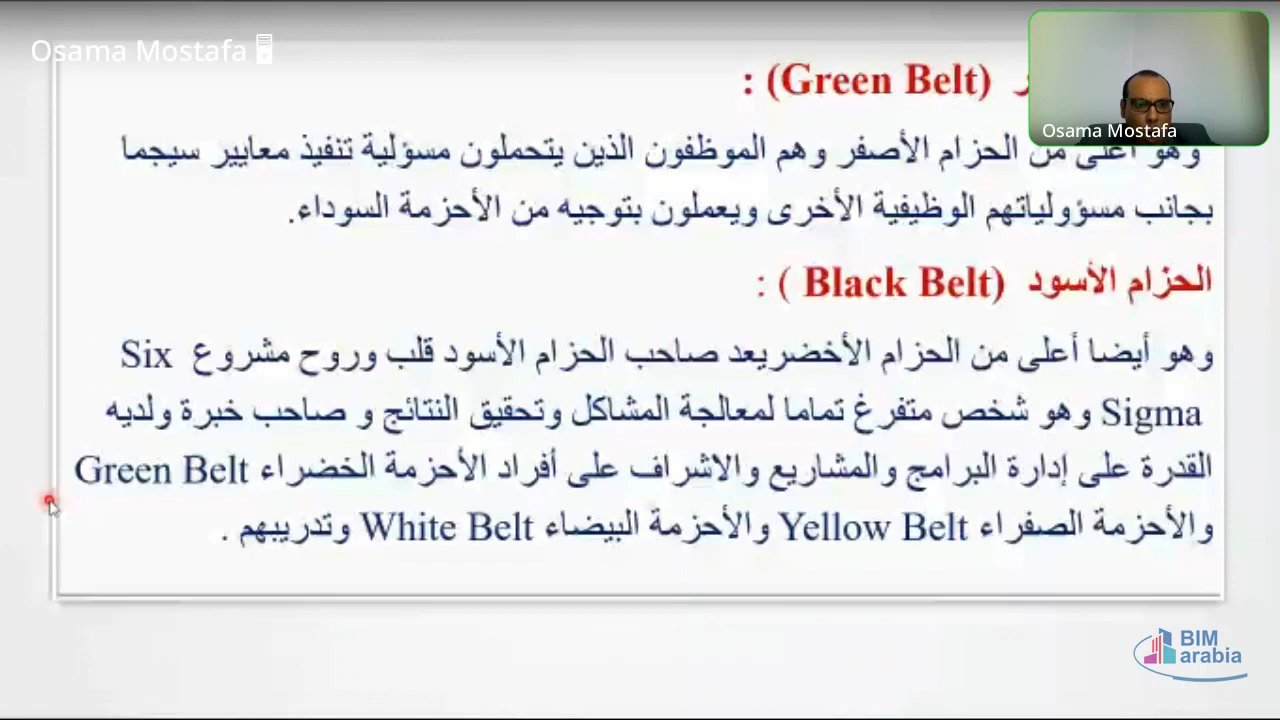 Osama Mostafa
Osama Mostafa
(Green Belt) :
وهو أعلى من الحزام الأصفر وهم الموظفون الذين يتحملون مسؤلية تنفيذ معايير سيجما
بجانب مسؤولياتهم الوظيفية الأخرى ويعملون بتوجيه من الأحزمة السوداء.
الحزام الأسود (Black Belt ) :
وهو أيضا أعلى من الحزام الأخضريعد صاحب الحزام الأسود قلب وروح مشروع Six
Sigma وهو شخص متفرغ تماما لمعالجة المشاكل وتحقيق النتائج و صاحب خبرة ولديه
القدرة على إدارة البرامج والمشاريع والاشراف على أفراد الأحزمة الخضراء Green Belt
والأحزمة الصفراء Yellow Belt والأحزمة البيضاء White Belt وتدريبهم .
BIM
arabia